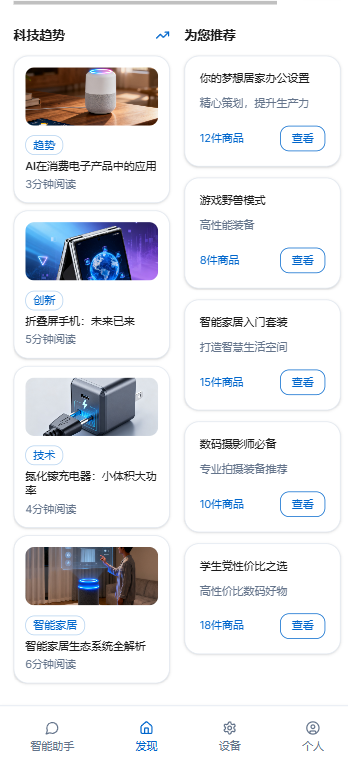 科技趋势
趋势
AI在消费电子产品中的应用
3分钟阅读
创新
折叠屏手机：未来已来
5分钟阅读
技术
氮化镓充电器：小体积大功
率
4分钟阅读
智能家居
智能家居生态系统全解析
6分钟阅读
为您推荐
你的梦想居家办公设置
精心策划，提升生产力
12件商品
查看
游戏野兽模式
高性能装备
8件商品
查看
智能家居入门套装
打造智慧生活空间
15件商品
查看
数码摄影师必备
专业拍摄装备推荐
10件商品
查看
学生党性价比之选
高性价比数码好物
18件商品
查看
智能助手
发现
设备
个人